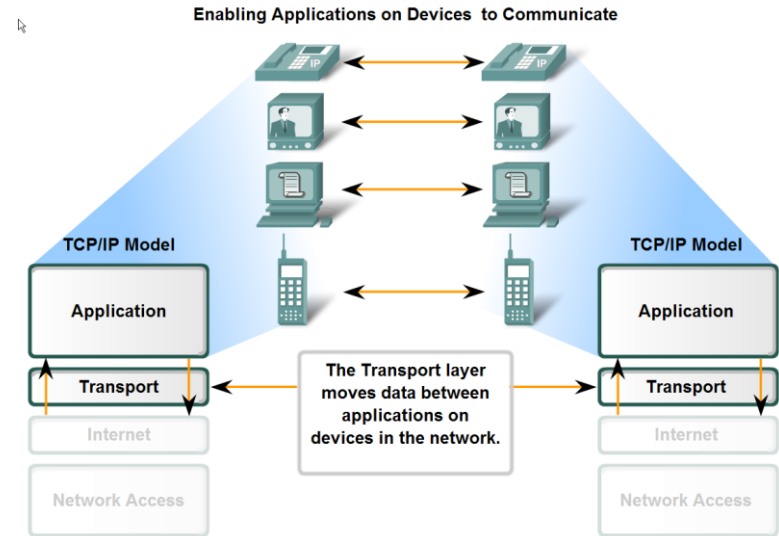 Enabling Applications on Devices to Communicate
IP
IP
TCP/IP Model
TCP/IP Model
Application
Application
The Transport layer
moves data between
applications on
devices in the network.
Transport
Transport
Internet
Internet
Network Access
Network Access